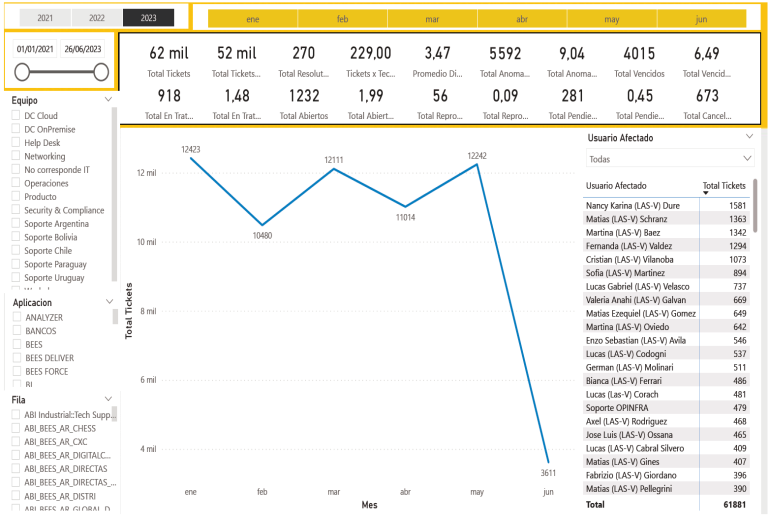 2021 2022 2023
ene feb mar abr may jun
01/01/2021 26/06/2023
62 mil 52 mil 270 229,00 3,47 5592 9,04 4015 6,49
Total Tickets Total Tickets... Total Resolut... Tickets x Tec... Promedio Di... Total Anoma... Total Anoma... Total Vencidos Total Vencid...
918 1,48 1232 1,99 56 0,09 281 0,45 673
Total En Trat... Total En Trat... Total Abiertos Total Abiert... Total Repro... Total Repro... Total Pendie... Total Pendie... Total Cancel...
Equipo
DC Cloud
DC OnPremise
Help Desk
Networking
No corresponde IT
Operaciones
Producto
Security & Compliance
Soporte Argentina
Soporte Bolivia
Soporte Chile
Soporte Paraguay
Soporte Uruguay
Aplicacion
ANALYZER
BANCOS
BEES
BEES DELIVER
BEES FORCE
BI
Fila
ABI Industrial::Tech Supp...
ABI_BEES_AR_CHESS
ABI_BEES_AR_CXC
ABI_BEES_AR_DIGITALC...
ABI_BEES_AR_DIRECTAS
ABI_BEES_AR_DIRECTAS_...
ABI_BEES_AR_DISTRI
ABI_BEES_AR_GLOBAL_D...
Total Tickets
12 mil
10 mil
8 mil
6 mil
4 mil
12423
10480
12111
11014
12242
3611
ene feb mar abr may jun
Mes
Usuario Afectado
Todas
Usuario Afectado Total Tickets
Nancy Karina (LAS-V) Dure 1581
Matias (LAS-V) Schranz 1363
Martina (LAS-V) Baez 1342
Fernanda (LAS-V) Valdez 1294
Cristian (LAS-V) Vilanoba 1073
Sofia (LAS-V) Martinez 894
Lucas Gabriel (LAS-V) Velasco 737
Valeria Anahi (LAS-V) Galvan 669
Matias Ezequiel (LAS-V) Gomez 649
Martina (LAS-V) Oviedo 642
Enzo Sebastian (LAS-V) Avila 546
Lucas (LAS-V) Codogni 537
German (LAS-V) Molinari 511
Bianca (LAS-V) Ferrari 486
Lucas (Las-V) Corach 481
Soporte OPINFRA 479
Axel (LAS-V) Rodriguez 468
Jose Luis (LAS-V) Ossana 465
Lucas (LAS-V) Cabral Silvero 409
Matias (LAS-V) Gines 407
Fabrizio (LAS-V) Giordano 396
Matias (LAS-V) Pellegrini 390
Total 61881